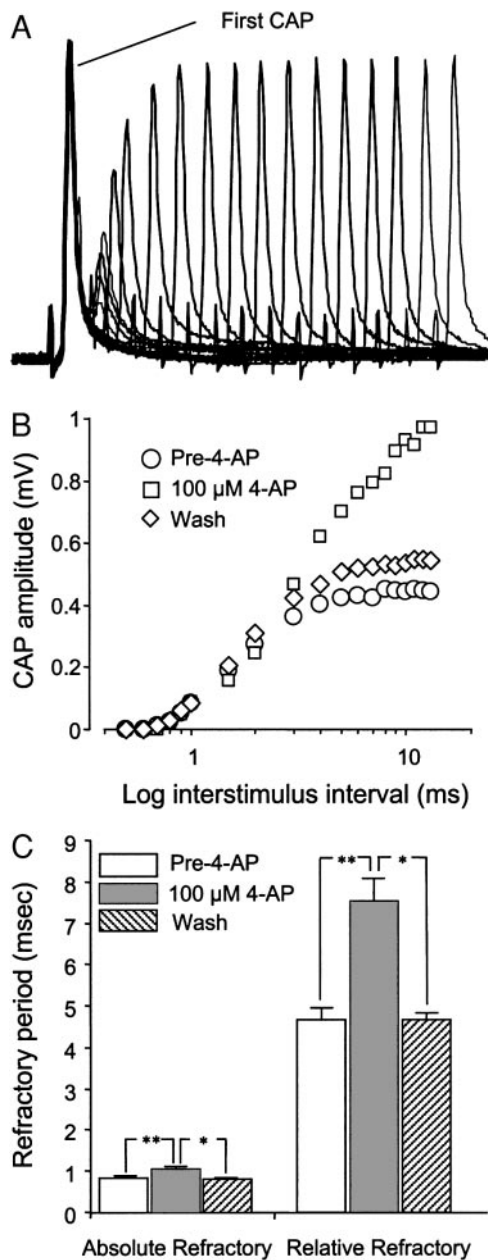 A
First CAP
B
CAP amplitude (mV)
1
0.8
0.6
0.4
0.2
0
Pre-4-AP
100 µM 4-AP
Wash
1
10
Log interstimulus interval (ms)
C
Refractory period (msec)
9
8
7
6
5
4
3
2
1
0
Pre-4-AP
100 µM 4-AP
Wash
** *
** *
Absolute Refractory
Relative Refractory